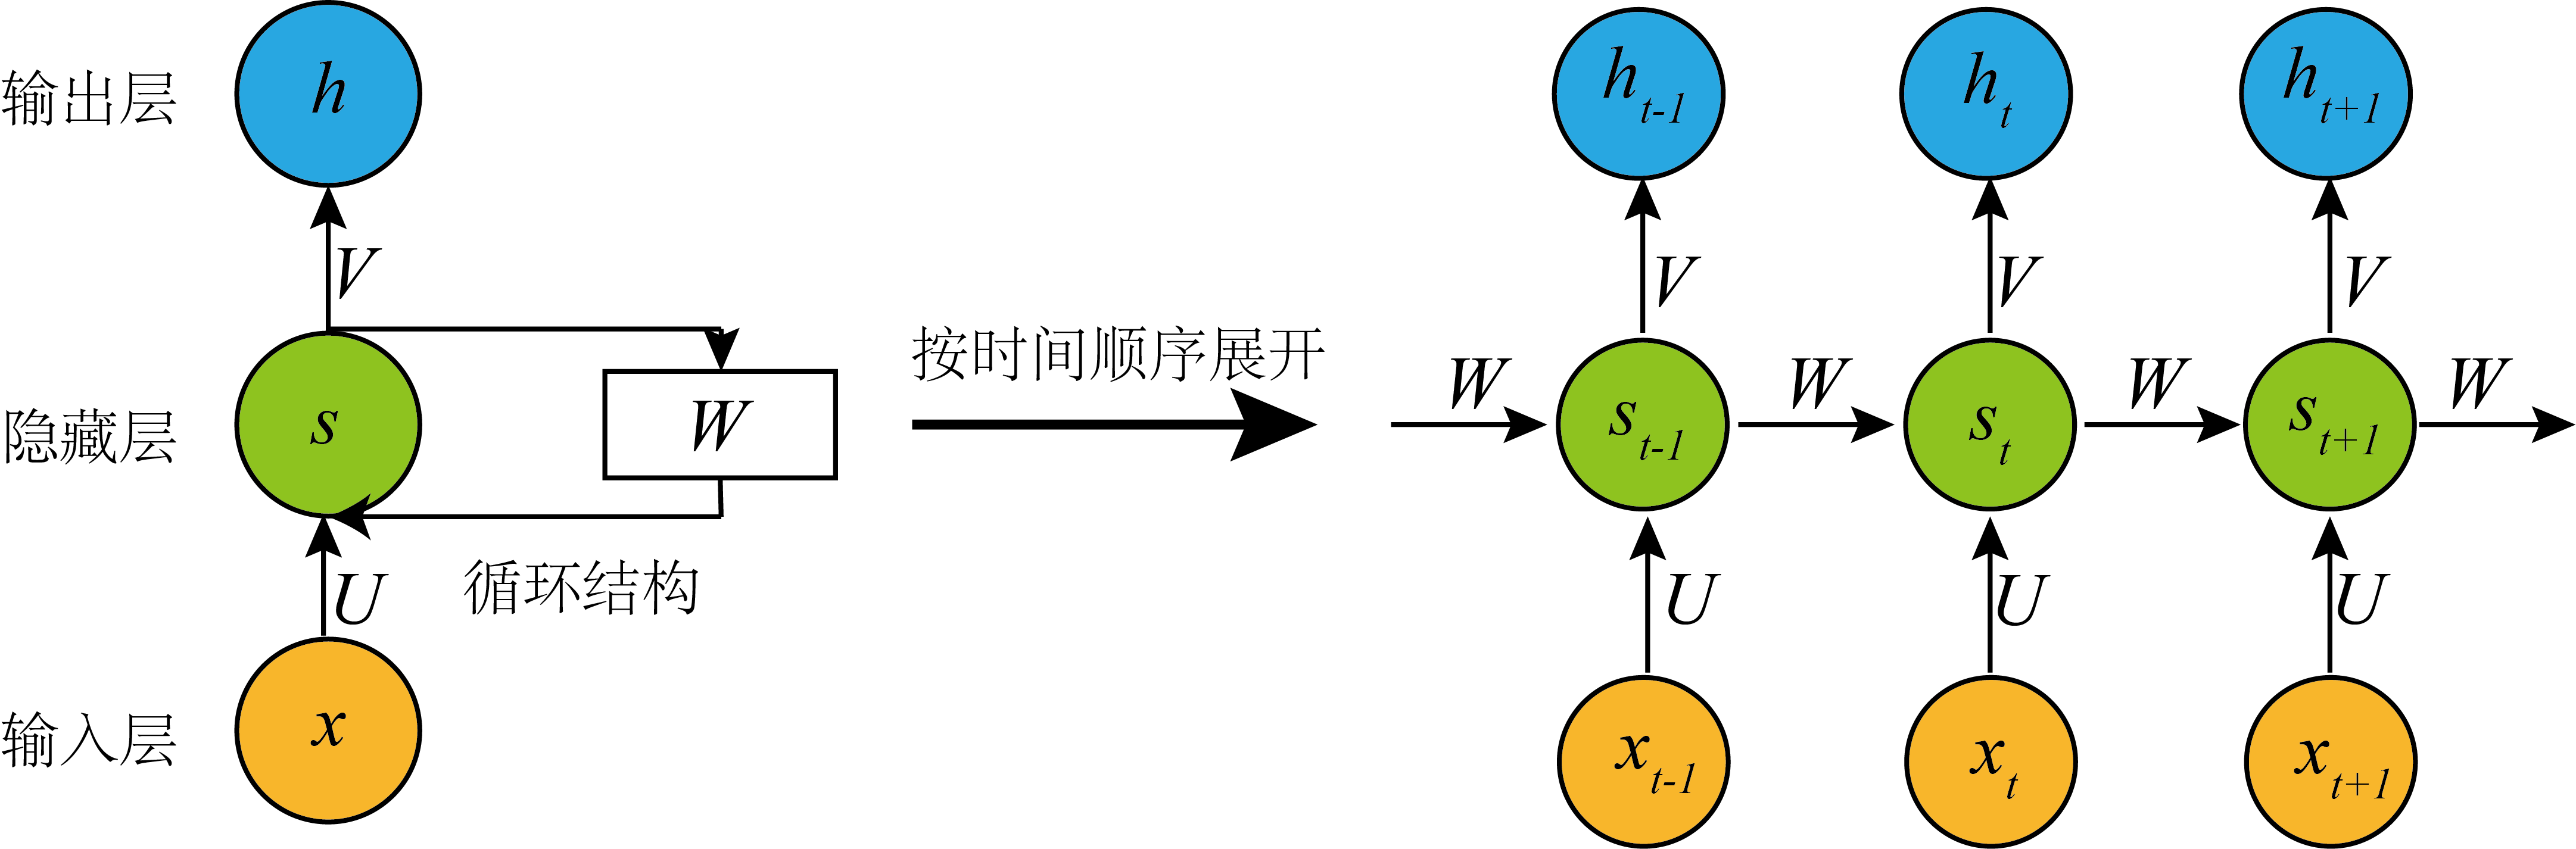 输出层 h h_{t-1} h_t h_{t+1}
V V V V
按时间顺序展开
隐藏层 s W W s_{t-1} W s_t W s_{t+1} W
循环结构
U U U U
输入层 x x_{t-1} x_t x_{t+1}